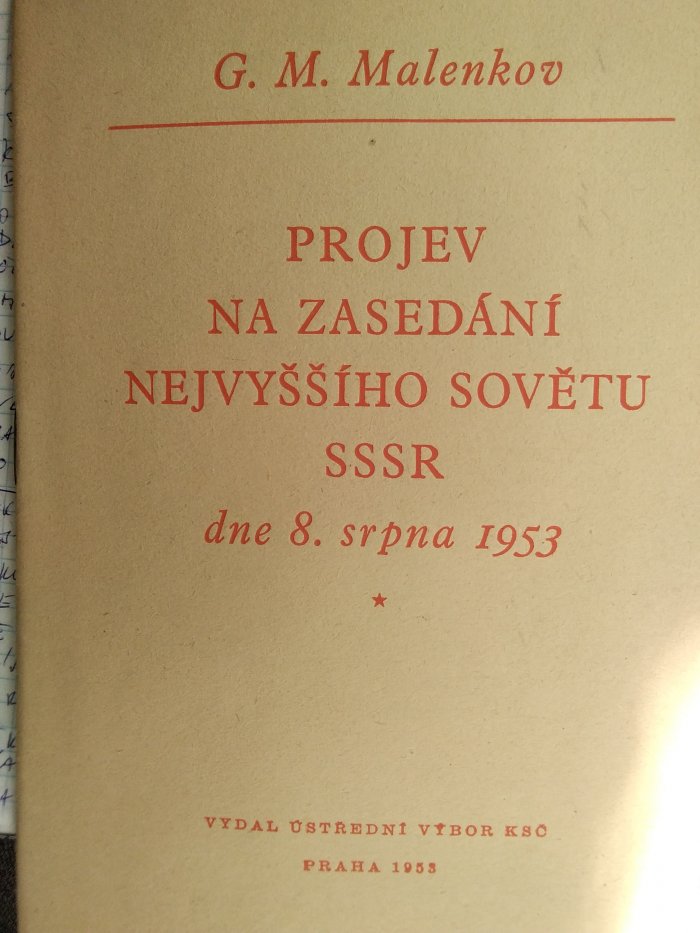 G. M. Malenkov
PROJEV
NA ZASEDÁNÍ
NEJVYŠŠÍHO SOVĚTU
SSSR
dne 8. srpna 1953
VYDAL ÚSTŘEDNÍ VÝBOR KSČ
PRAHA 1953